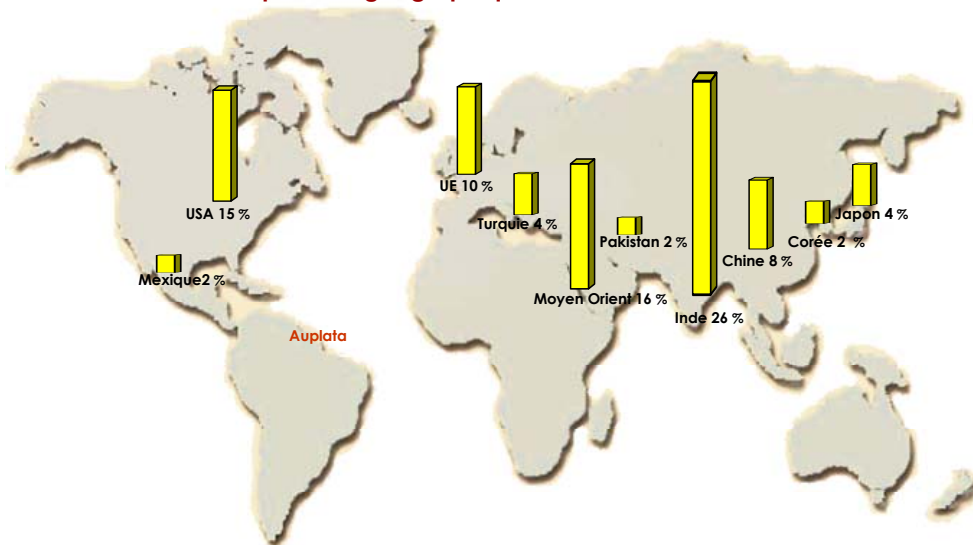 UE 10 %
USA 15 %
Turquie 4 %
Japon 4 %
Pakistan 2 %
Corée 2 %
Chine 8 %
Mexique2 %
Moyen Orient 16 %
Inde 26 %
Auplata